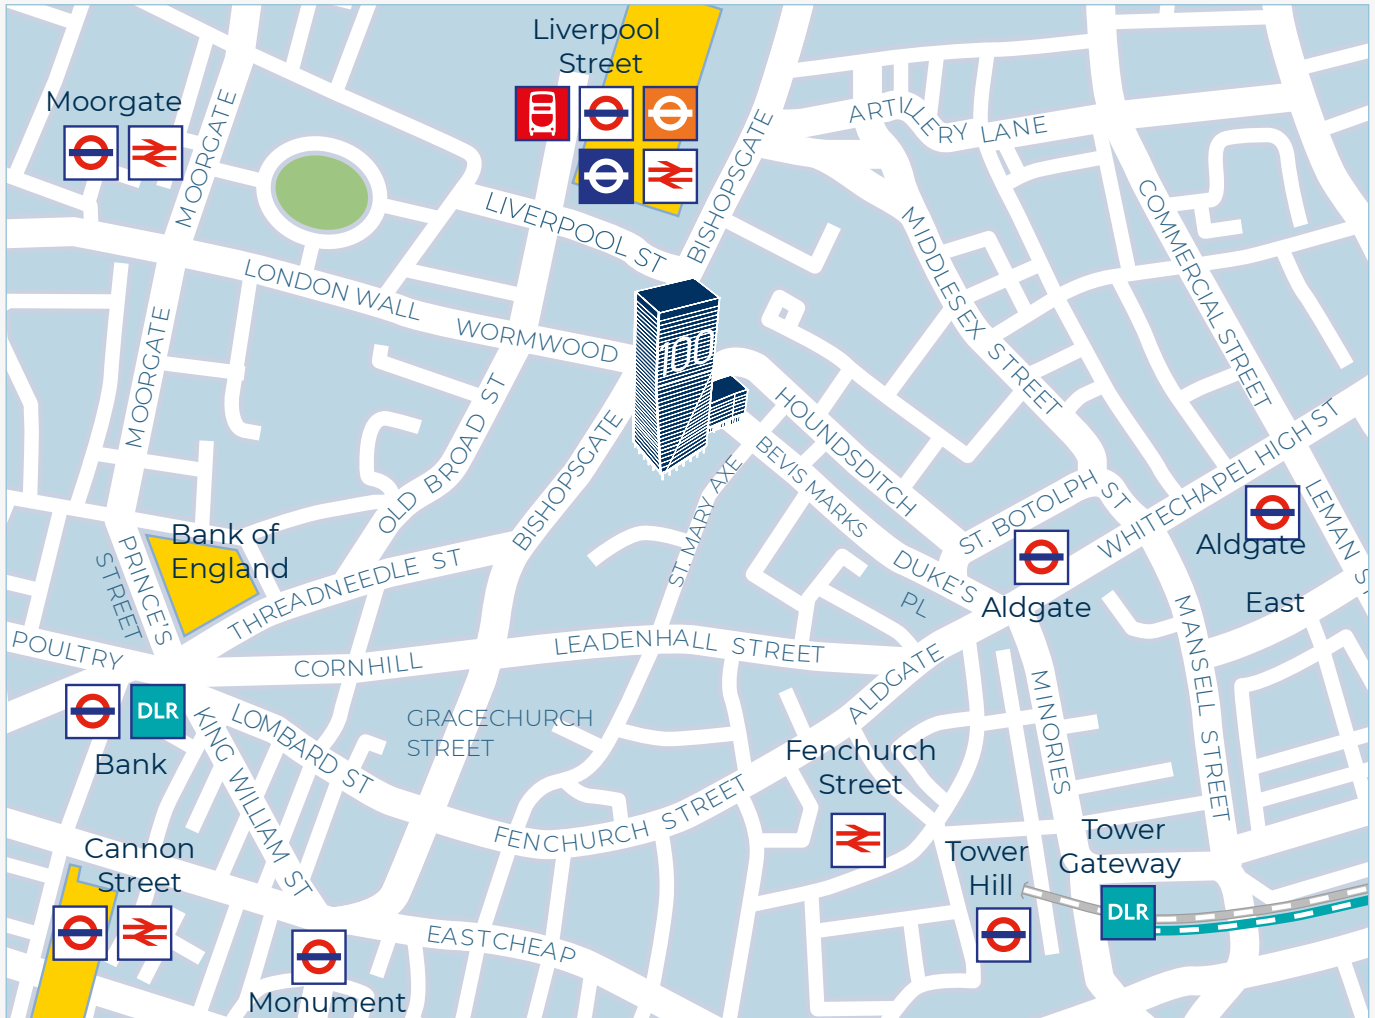 Liverpool
Street
Moorgate
MOORGATE
BISHOPSGATE
ARTILLERY LANE
COMMERCIAL STREET
LIVERPOOL ST
MIDDLESEX STREET
LONDON WALL
WORMWOOD
100
MOORGATE
OLD BROAD ST
BISHOPSGATE
HOUNDSDITCH
BEVIS MARKS
ST. MARY AXE
ST. BOTOLPH ST
WHITECHAPEL HIGH ST
LEMAN ST
Aldgate
East
Bank of
England
PRINCE'S
STREET
THREADNEEDLE ST
DUKE'S
PL
Aldgate
MANSELL STREET
POULTRY
CORNHILL
LEADENHALL STREET
ALDGATE
MINORIES
DLR
Bank
KING WILLIAM ST
LOMBARD ST
GRACECHURCH
STREET
Fenchurch
Street
FENCHURCH STREET
Cannon
Street
Tower
Hill
Tower
Gateway
DLR
EASTCHEAP
Monument